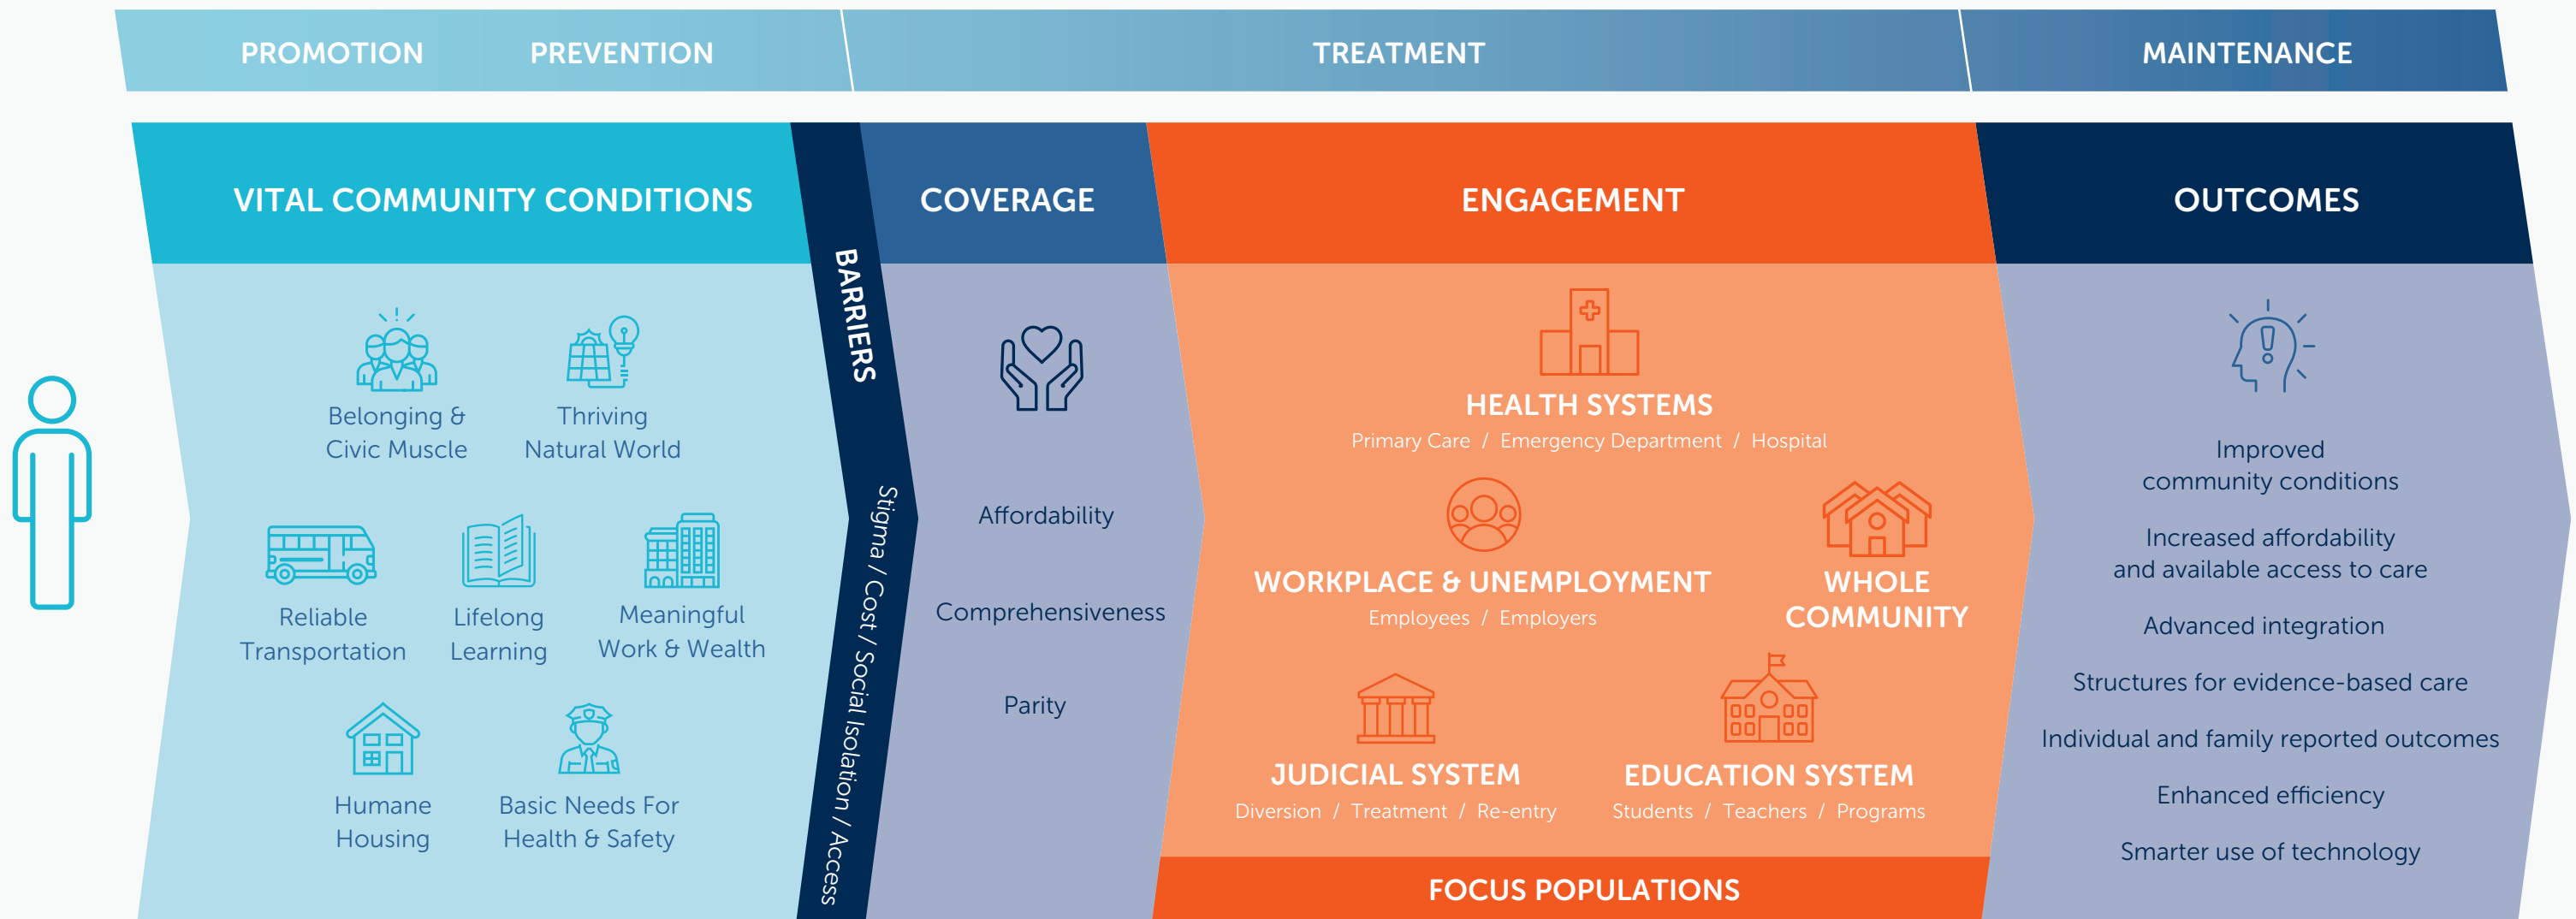 PROMOTION
PREVENTION
TREATMENT
MAINTENANCE
VITAL COMMUNITY CONDITIONS
Belonging &
Civic Muscle
Thriving
Natural World
Reliable
Transportation
Lifelong
Learning
Meaningful
Work & Wealth
Humane
Housing
Basic Needs For
Health & Safety
BARRIERS
Stigma / Cost / Social Isolation / Access
COVERAGE
Affordability
Comprehensiveness
Parity
ENGAGEMENT
HEALTH SYSTEMS
Primary Care / Emergency Department / Hospital
WORKPLACE & UNEMPLOYMENT
Employees / Employers
WHOLE
COMMUNITY
JUDICIAL SYSTEM
Diversion / Treatment / Re-entry
EDUCATION SYSTEM
Students / Teachers / Programs
FOCUS POPULATIONS
OUTCOMES
Improved
community conditions
Increased affordability
and available access to care
Advanced integration
Structures for evidence-based care
Individual and family reported outcomes
Enhanced efficiency
Smarter use of technology